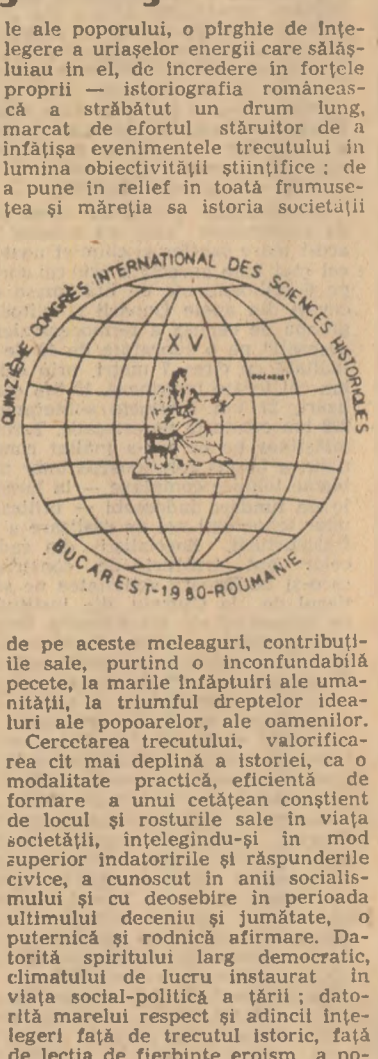 le ale poporului, o pîrghie de înțe-
legere a uriașelor energii care sălăș-
luiau în el, de încredere în forțele
proprii — istoriografia româneas-
că a străbătut un drum lung,
marcat de efortul stăruitor de a
înfățișa evenimentele trecutului în
lumina obiectivității științifice ; de
a pune în relief în toată frumuse-
țea și măreția sa istoria societății
QUINZIÈME CONGRÈS INTERNATIONAL DES SCIENCES HISTORIQUES
XV
BUCAREST
BUCAREST-1980-ROUMANIE
de pe aceste meleaguri, contribuți-
ile sale, purtînd o inconfundabilă
pecete, la marile înfăptuiri ale uma-
nității, la triumful dreptelor idea-
luri ale popoarelor, ale oamenilor.
Cercetarea trecutului, valorifica-
rea cît mai deplină a istoriei, ca o
modalitate practică, eficientă de
formare a unui cetățean conștient
de locul și rosturile sale în viața
societății, înțelegîndu-și în mod
superior îndatoririle și răspunderile
civice, a cunoscut în anii socialis-
mului și cu deosebire în perioada
ultimului deceniu și jumătate, o
puternică și rodnică afirmare. Da-
torită spiritului larg democratic,
climatului de lucru instaurat în
viața social-politică a țării ; dato-
rită marelui respect și adîncii înțe-
legeri față de trecutul istoric, față
de lecția de fierbinte eroism a po-